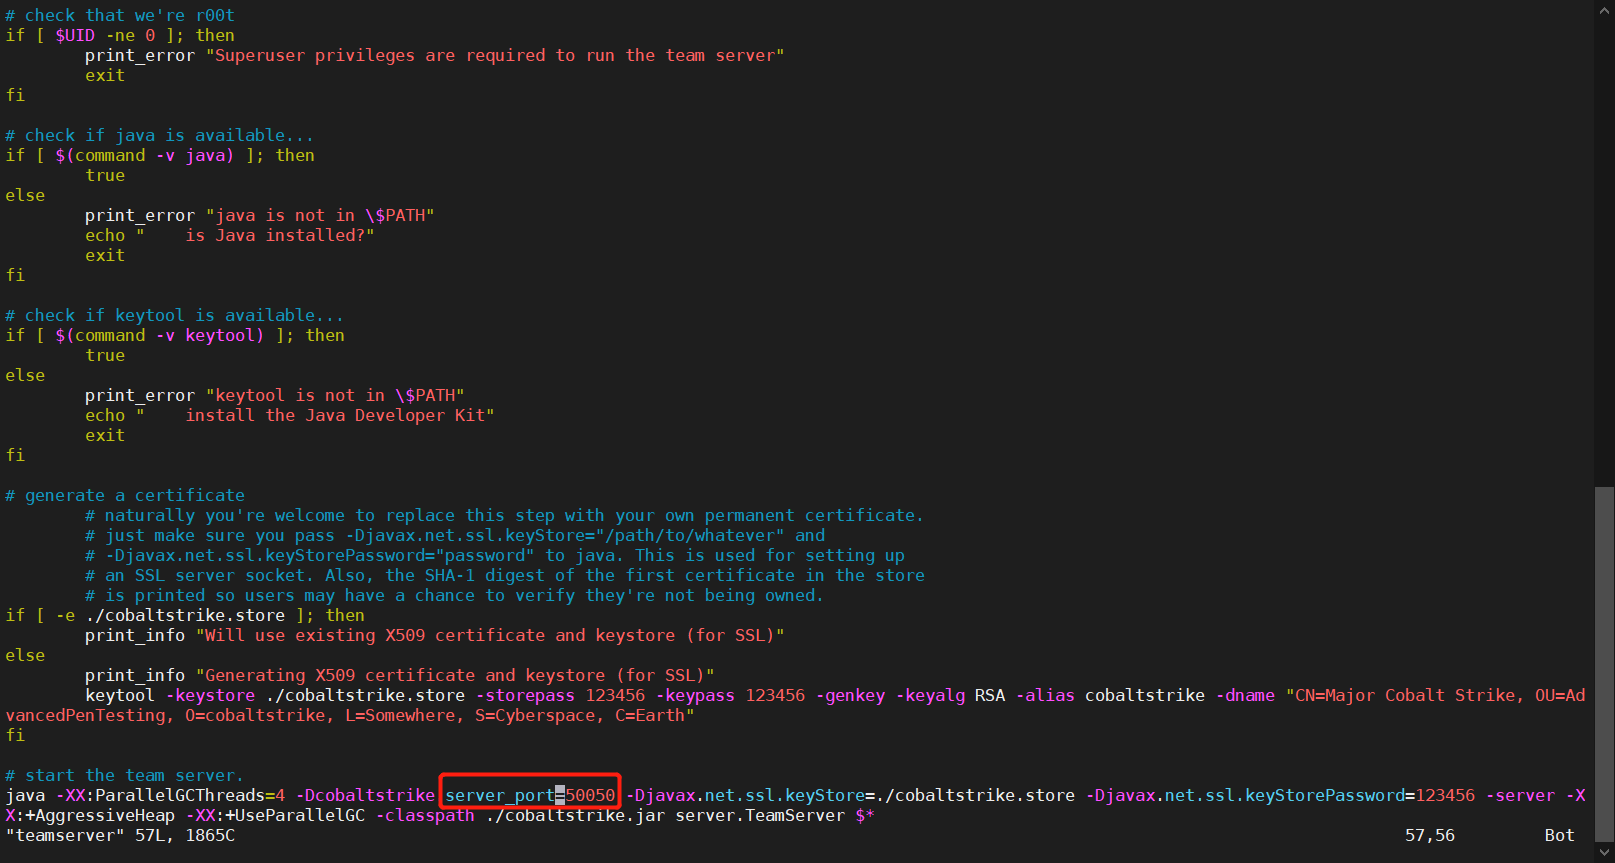 # check that we're r00t
if [ $UID -ne 0 ]; then
        print_error "Superuser privileges are required to run the team server"
        exit
fi

# check if java is available...
if [ $(command -v java) ]; then
        true
else
        print_error "java is not in \$PATH"
        echo "    is Java installed?"
        exit
fi

# check if keytool is available...
if [ $(command -v keytool) ]; then
        true
else
        print_error "keytool is not in \$PATH"
        echo "    install the Java Developer Kit"
        exit
fi

# generate a certificate
        # naturally you're welcome to replace this step with your own permanent certificate.
        # just make sure you pass -Djavax.net.ssl.keyStore="/path/to/whatever" and
        # -Djavax.net.ssl.keyStorePassword="password" to java. This is used for setting up
        # an SSL server socket. Also, the SHA-1 digest of the first certificate in the store
        # is printed so users may have a chance to verify they're not being owned.
if [ -e ./cobaltstrike.store ]; then
        print_info "Will use existing X509 certificate and keystore (for SSL)"
else
        print_info "Generating X509 certificate and keystore (for SSL)"
        keytool -keystore ./cobaltstrike.store -storepass 123456 -keypass 123456 -genkey -keyalg RSA -alias cobaltstrike -dname "CN=Major Cobalt Strike, OU=Ad
vancedPenTesting, O=cobaltstrike, L=Somewhere, S=Cyberspace, C=Earth"
fi

# start the team server.
java -XX:ParallelGCThreads=4 -Dcobaltstrike.server_port=50050 -Djavax.net.ssl.keyStore=./cobaltstrike.store -Djavax.net.ssl.keyStorePassword=123456 -server -X
X:+AggressiveHeap -XX:+UseParallelGC -classpath ./cobaltstrike.jar server.TeamServer $*
"teamserver" 57L, 1865C                                        57,56         Bot